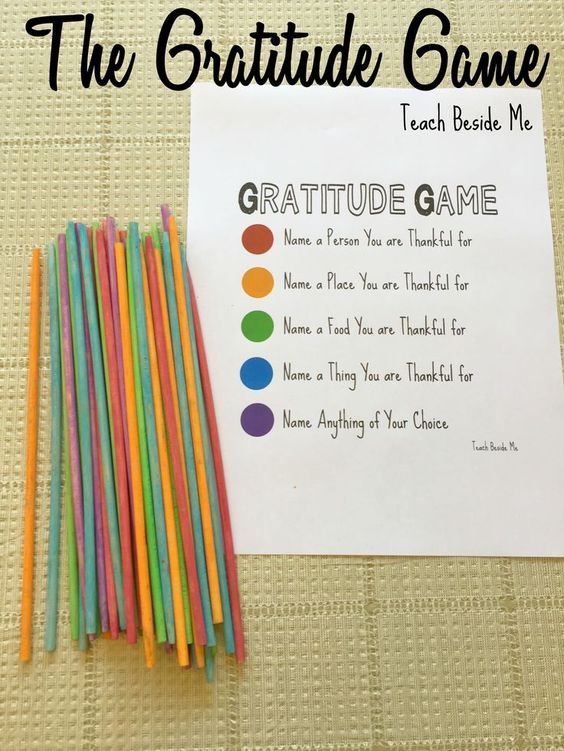 The Gratitude Game
Teach Beside Me
GRATITUDE GAME
Name a Person You are Thankful for
Name a Place You are Thankful for
Name a Food You are Thankful for
Name a Thing You are Thankful for
Name Anything of Your Choice
Teach Beside Me